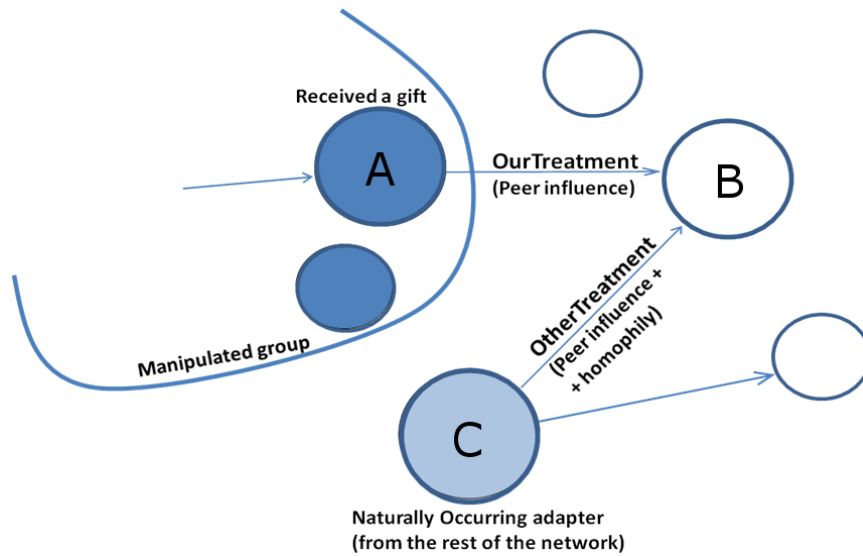 Received a gift
A
OurTreatment
(Peer influence)
B
OtherTreatment
(Peer influence +
+ homophily)
Manipulated group
C
Naturally Occurring adapter
(from the rest of the network)